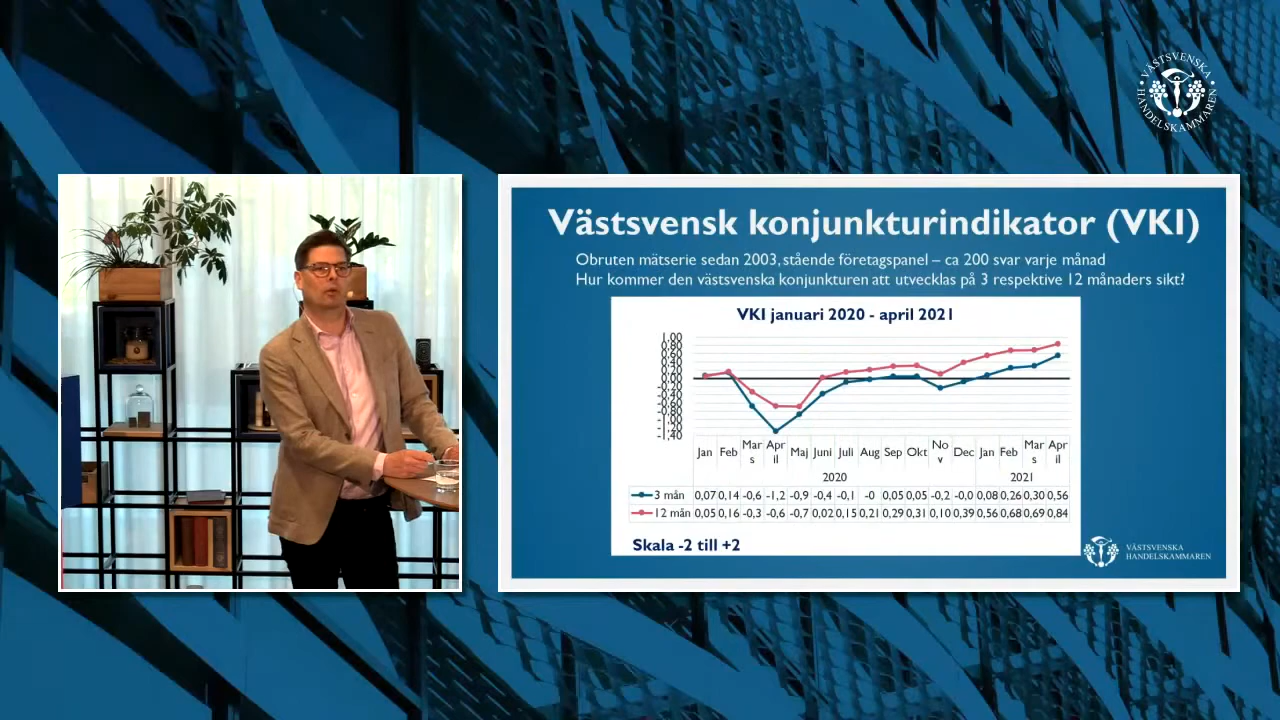 VÄSTSVENSKA
HANDELSKAMMAREN
Västsvensk konjunkturindikator (VKI)
Obruten mätserie sedan 2003, stående företagspanel – ca 200 svar varje månad
Hur kommer den västsvenska konjunkturen att utvecklas på 3 respektive 12 månaders sikt?
VKI januari 2020 - april 2021
1,00
0,80
0,60
0,40
0,20
0,00
-0,20
-0,40
-0,60
-0,80
-1,00
-1,20
-1,40
Jan Feb Mar s Apr il Maj Juni Juli Aug Sep Okt No v Dec Jan Feb Mar s Apr il
2020 2021
3 mån 0,07 0,14 -0,6 -1,2 -0,9 -0,4 -0,1 -0 0,05 0,05 -0,2 -0,0 0,08 0,26 0,30 0,56
12 mån 0,05 0,16 -0,3 -0,6 -0,7 0,02 0,15 0,21 0,29 0,31 0,10 0,39 0,56 0,68 0,69 0,84
Skala -2 till +2
VÄSTSVENSKA
HANDELSKAMMAREN